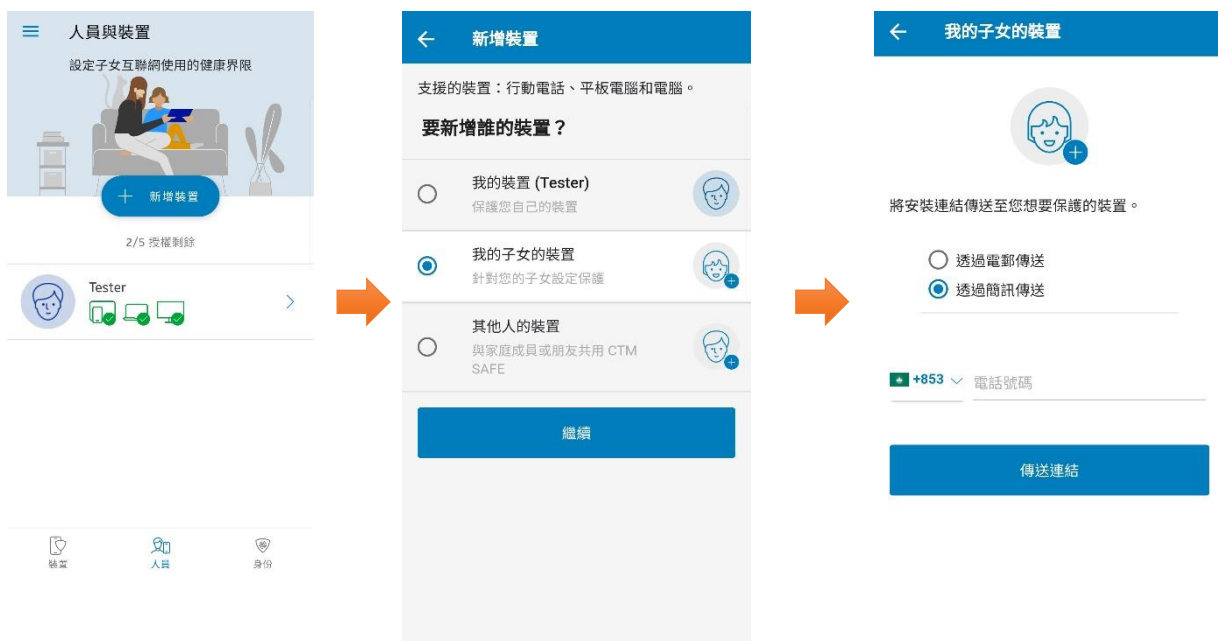 人員與裝置
設定子女互聯網使用的健康界限
+ 新增裝置
2/5 授權剩餘
Tester
裝置
人員
身份
新增裝置
支援的裝置：行動電話、平板電腦和電腦。
要新增誰的裝置？
我的裝置 (Tester)
保護您自己的裝置
我的子女的裝置
針對您的子女設定保護
其他人的裝置
與家庭成員或朋友共用 CTM
SAFE
繼續
我的子女的裝置
將安裝連結傳送至您想要保護的裝置。
透過電郵傳送
透過簡訊傳送
+853 電話號碼
傳送連結